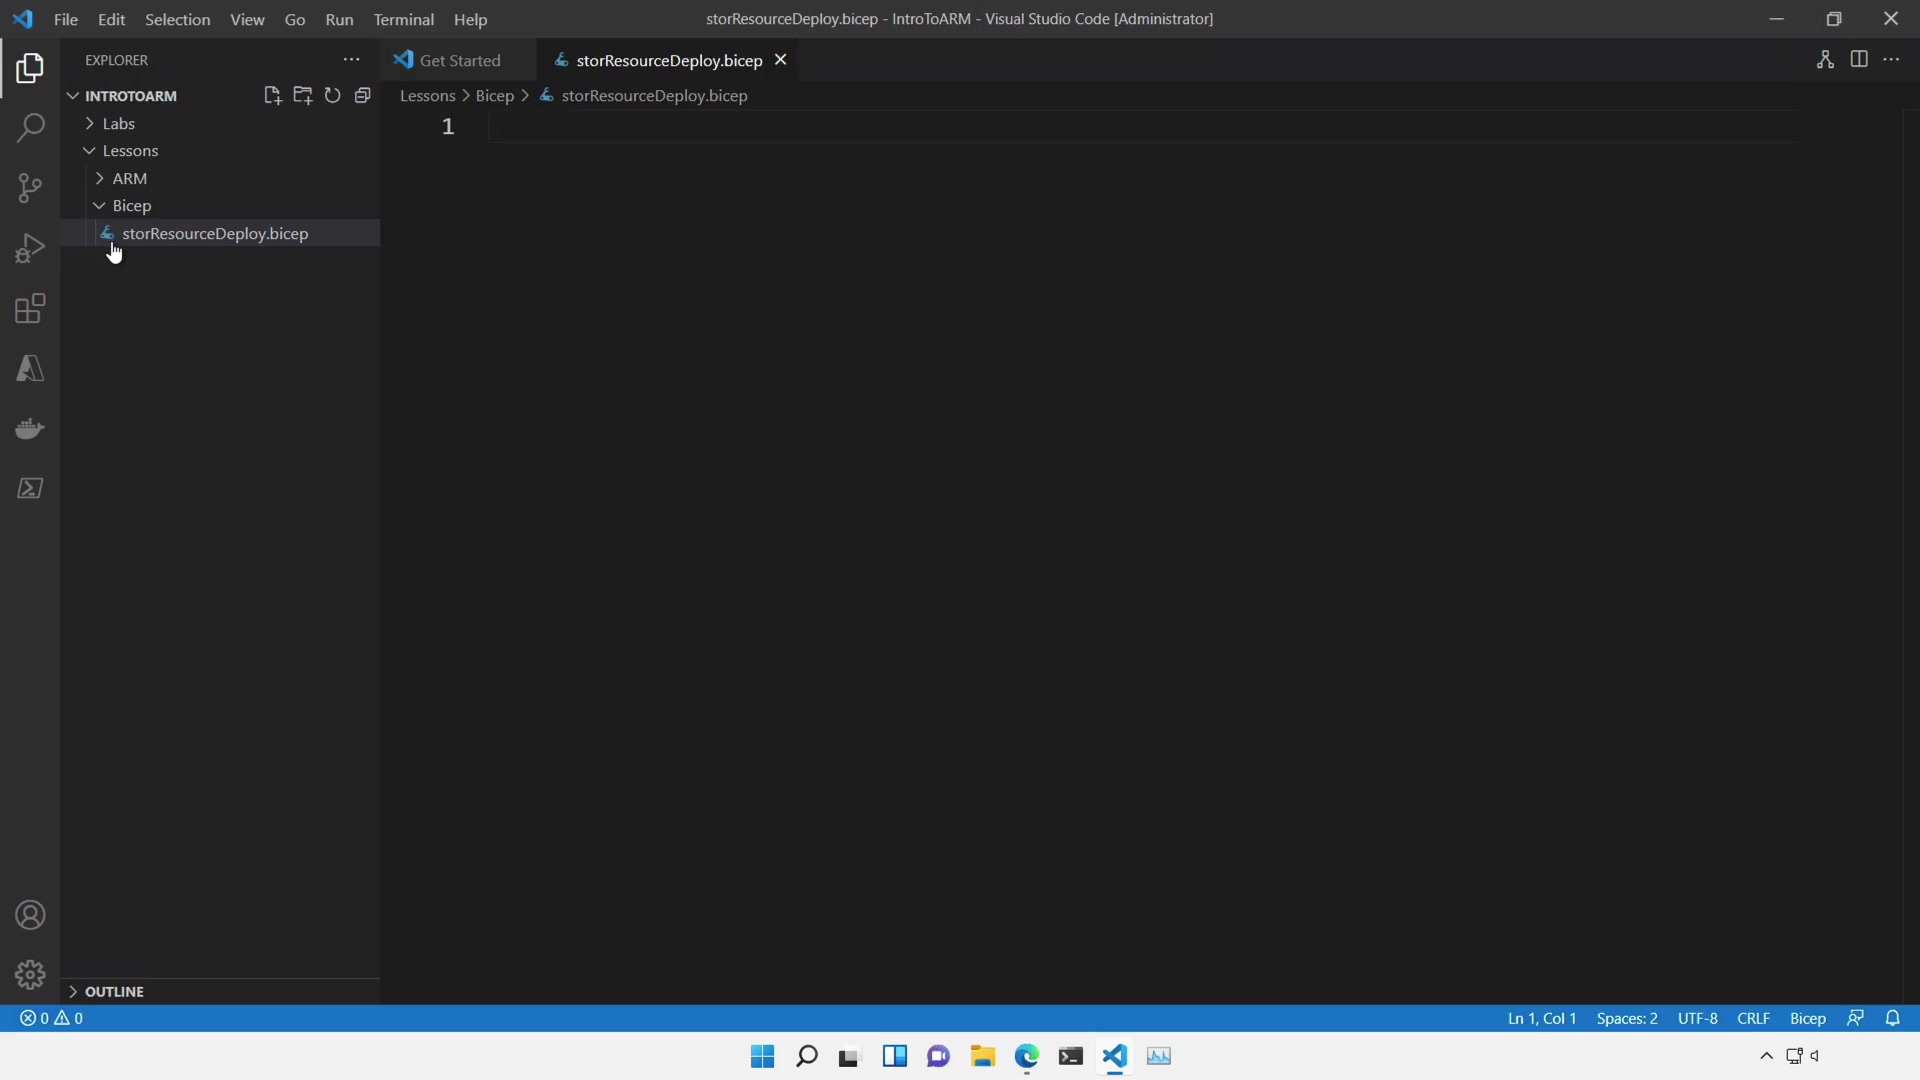 File Edit Selection View Go Run Terminal Help
storResourceDeploy.bicep - IntroToARM - Visual Studio Code [Administrator]
EXPLORER
Get Started
storResourceDeploy.bicep
INTROTOARM
Lessons > Bicep > storResourceDeploy.bicep
Labs
1
Lessons
ARM
Bicep
storResourceDeploy.bicep
OUTLINE
0 0
Ln 1, Col 1 Spaces: 2 UTF-8 CRLF Bicep